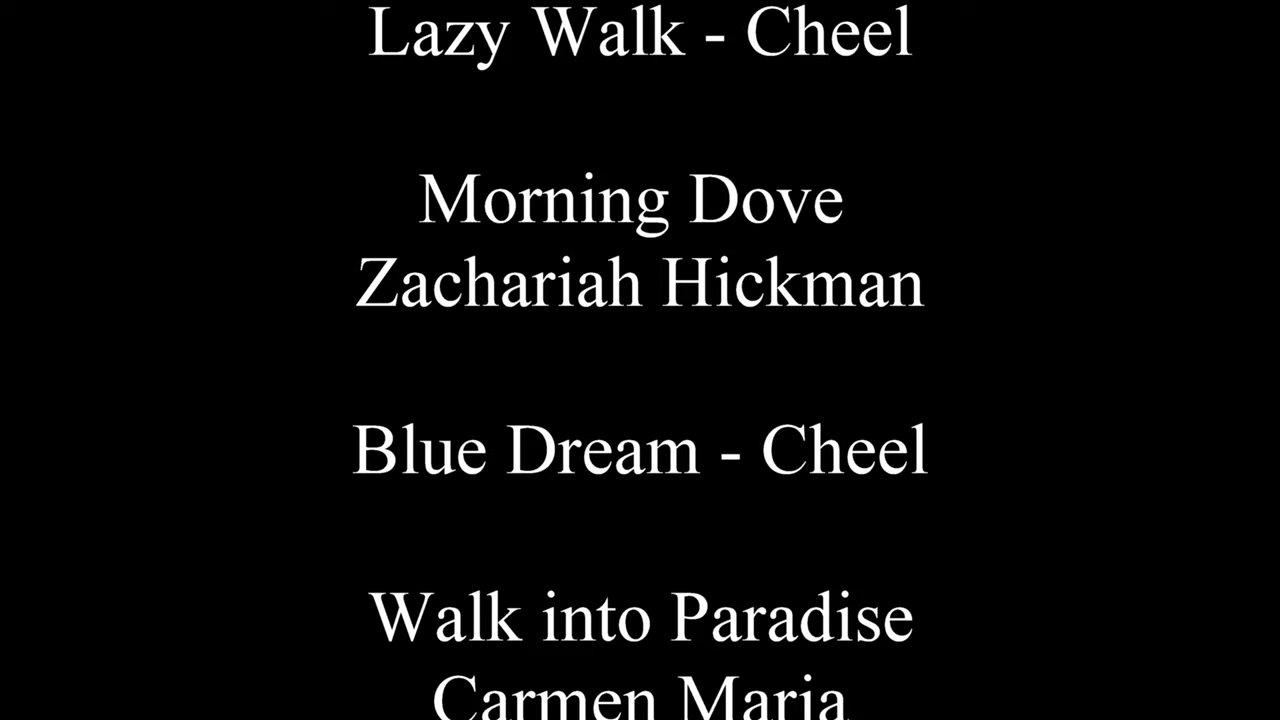 Lazy Walk - Cheel
Morning Dove
Zachariah Hickman
Blue Dream - Cheel
Walk into Paradise
Carmen Maria